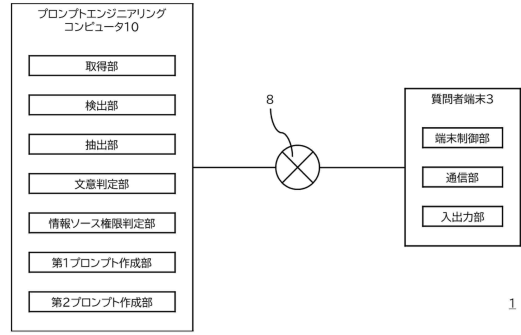 プロンプトエンジニアリング
コンピュータ10
取得部
検出部
抽出部
文意判定部
情報ソース権限判定部
第1プロンプト作成部
第2プロンプト作成部
8
質問者端末3
端末制御部
通信部
入出力部
1